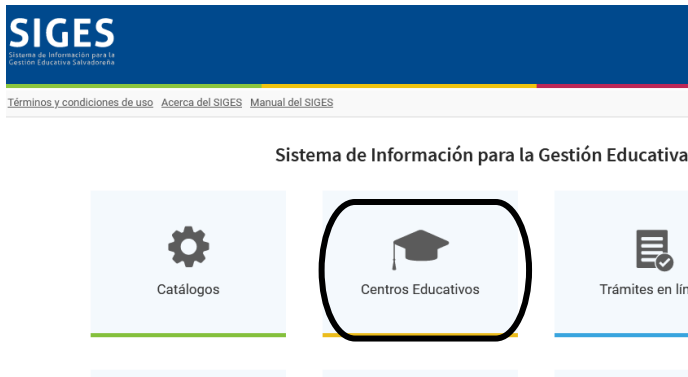 SIGES
Sistema de Información para la
Gestión Educativa Salvadoreña
Términos y condiciones de uso Acerca del SIGES Manual del SIGES
Sistema de Información para la Gestión Educativa
Catálogos
Centros Educativos
Trámites en lín